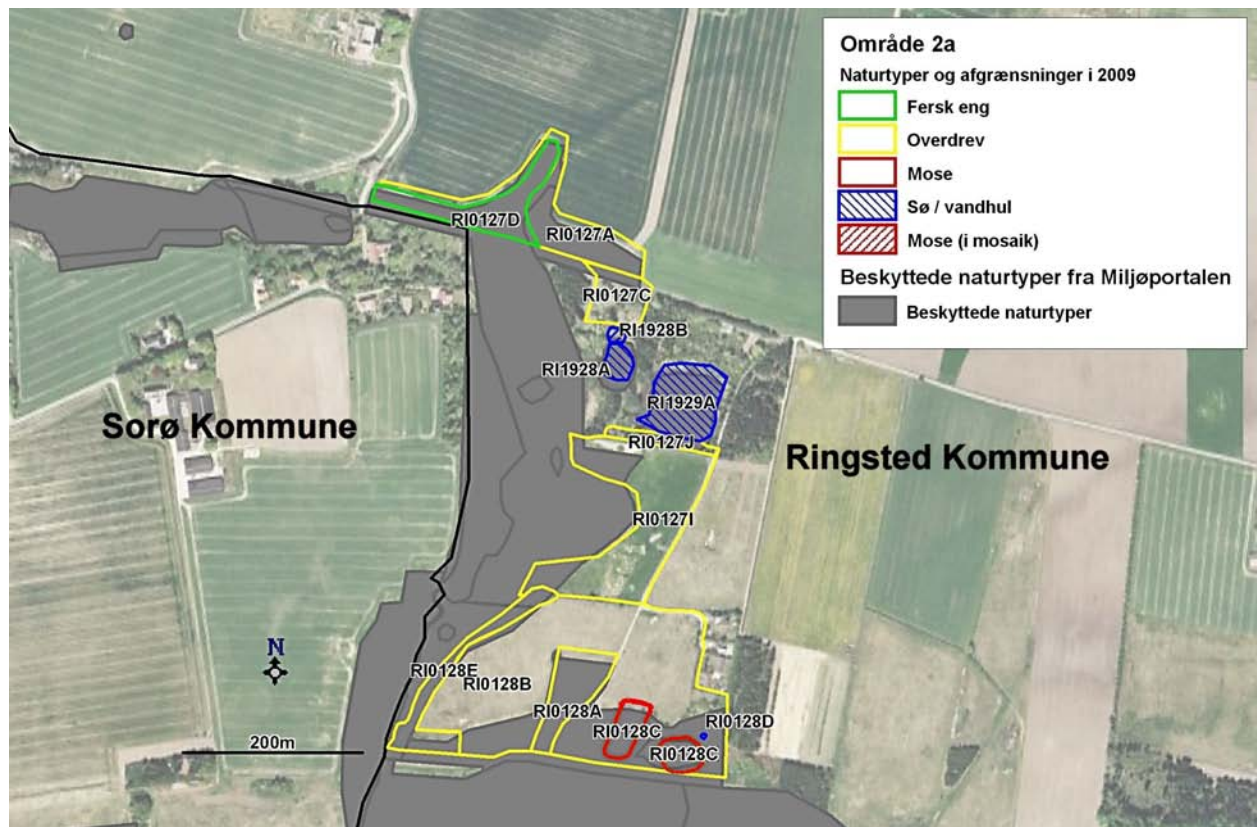 Område 2a
Naturtyper og afgrænsninger i 2009
Fersk eng
Overdrev
Mose
Sø / vandhul
Mose (i mosaik)
Beskyttede naturtyper fra Miljøportalen
Beskyttede naturtyper
RI0127D
RI0127A
RI0127C
RI1928B
RI1928A
RI1929A
Sorø Kommune
RI0127J
Ringsted Kommune
RI0127I
N
RI0128E
RI0128B
RI0128A
RI0128D
RI0128C
200m
RI0128C